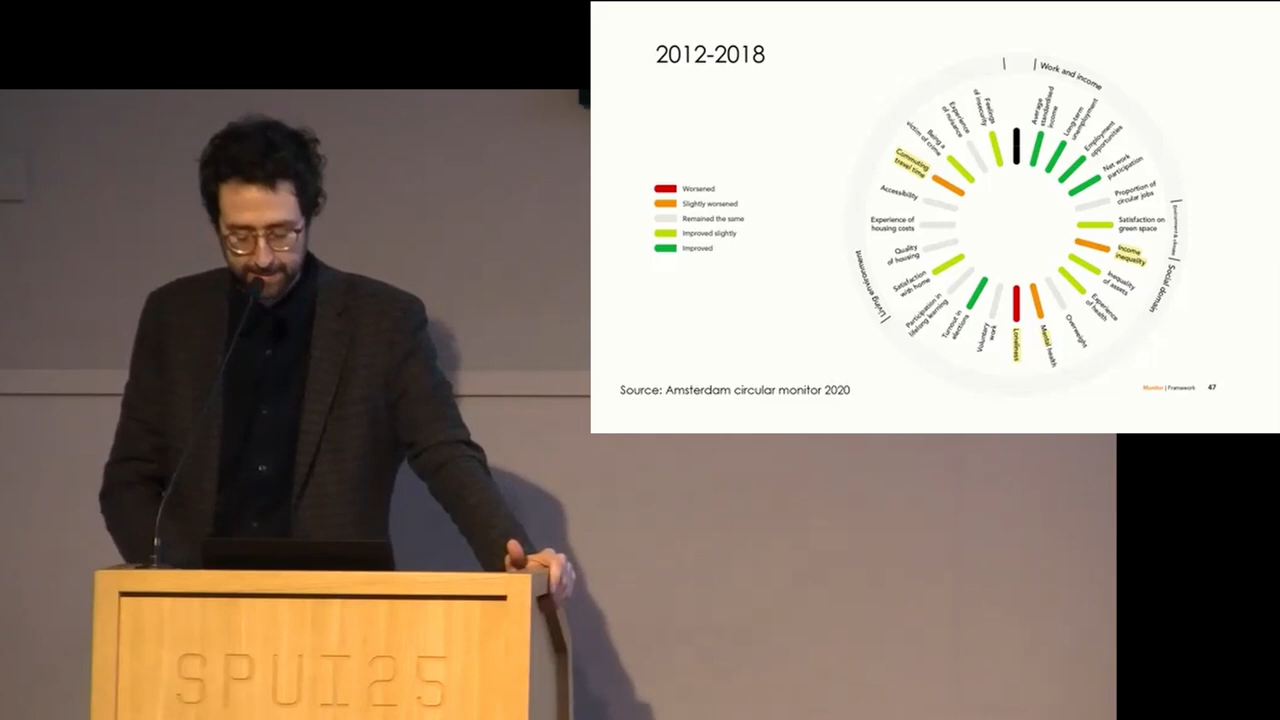 2012-2018
Worsened
Slightly worsened
Remained the same
Improved slightly
Improved
Work and income
Average
standardised
income
Long-term
unemployment
Employment
opportunities
Net work
participation
Proportion of
circular jobs
Satisfaction on
green space
Income
inequality
Inequality
of assets
Experience
of health
Overweight
Mental health
Loneliness
Voluntary
work
Turnout in
elections
Participation in
lifelong learning
Satisfaction
with home
Quality
of housing
Experience of
housing costs
Accessibility
Commuting
travel time
Being a
victim of crime
Experience
of nuisance
Feelings
of insecurity
Social domain
Living environment
Source: Amsterdam circular monitor 2020
Monitor | Framework 47
SPUI25